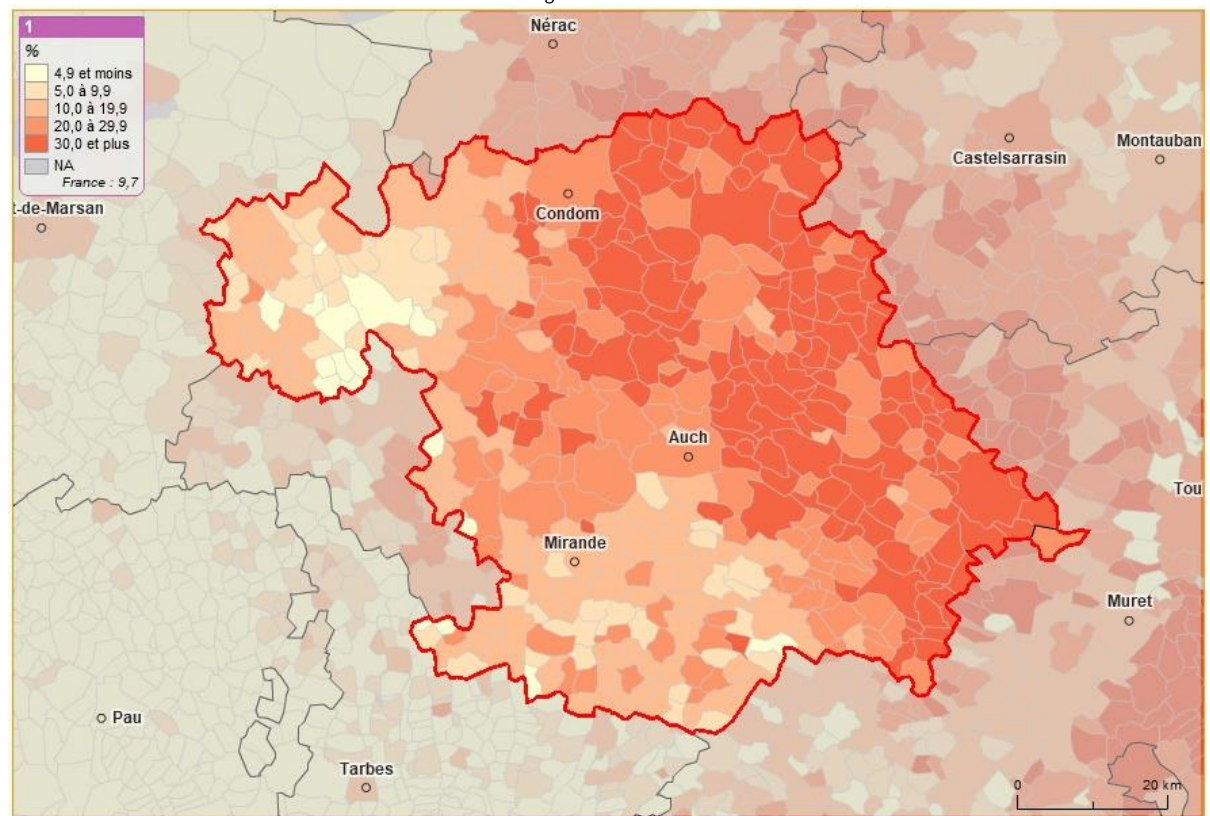 1
%
4,9 et moins
5,0 à 9,9
10,0 à 19,9
20,0 à 29,9
30,0 et plus
NA
France : 9,7
Nérac
Castelsarrasin
Montauban
t-de-Marsan
Condom
Auch
Tou
Mirande
Muret
Pau
Tarbes
0 20 km